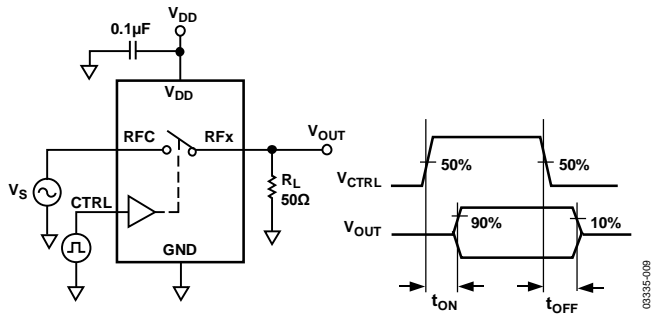 VDD
0.1µF
VDD
RFC
RFx
VOUT
VS
CTRL
RL
50Ω
GND
VCTRL
50%
50%
VOUT
90%
10%
tON
tOFF
03335-009